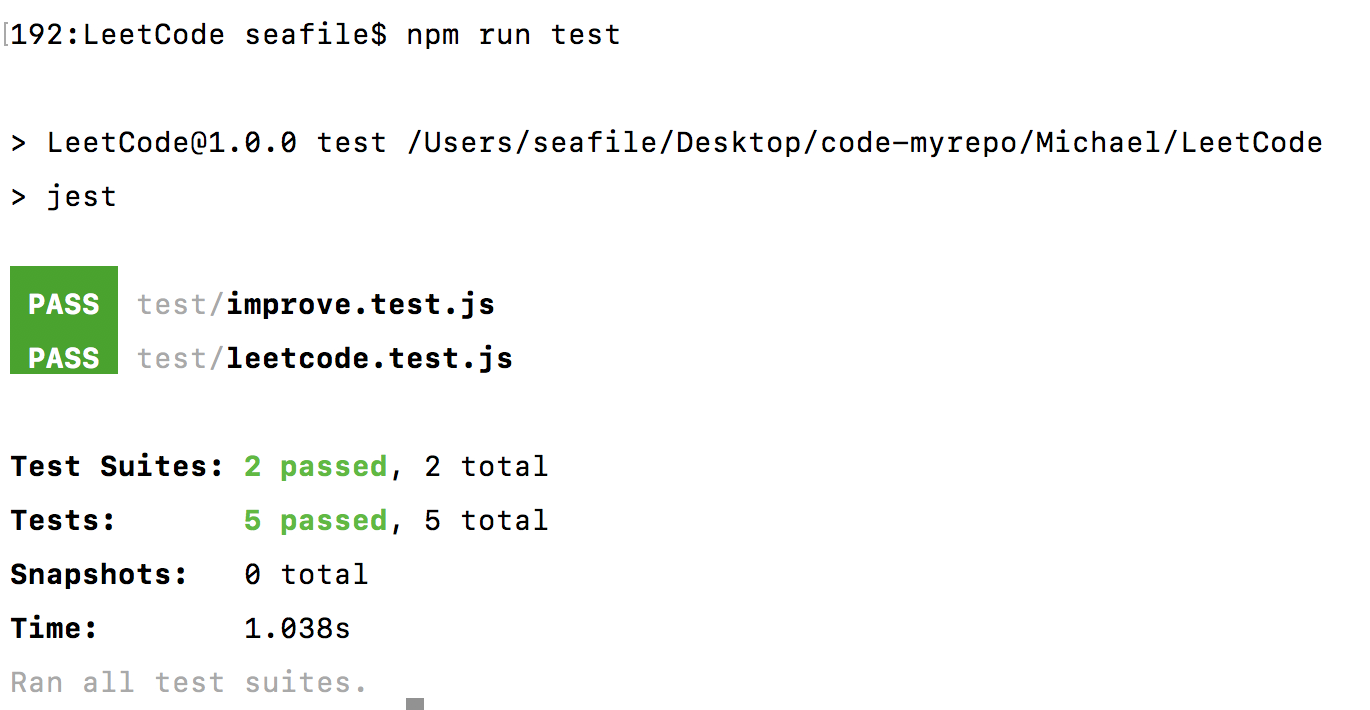 [192:LeetCode seafile$ npm run test
> LeetCode@1.0.0 test /Users/seafile/Desktop/code-myrepo/Michael/LeetCode
> jest
PASS test/improve.test.js
PASS test/leetcode.test.js
Test Suites: 2 passed, 2 total
Tests: 5 passed, 5 total
Snapshots: 0 total
Time: 1.038s
Ran all test suites.